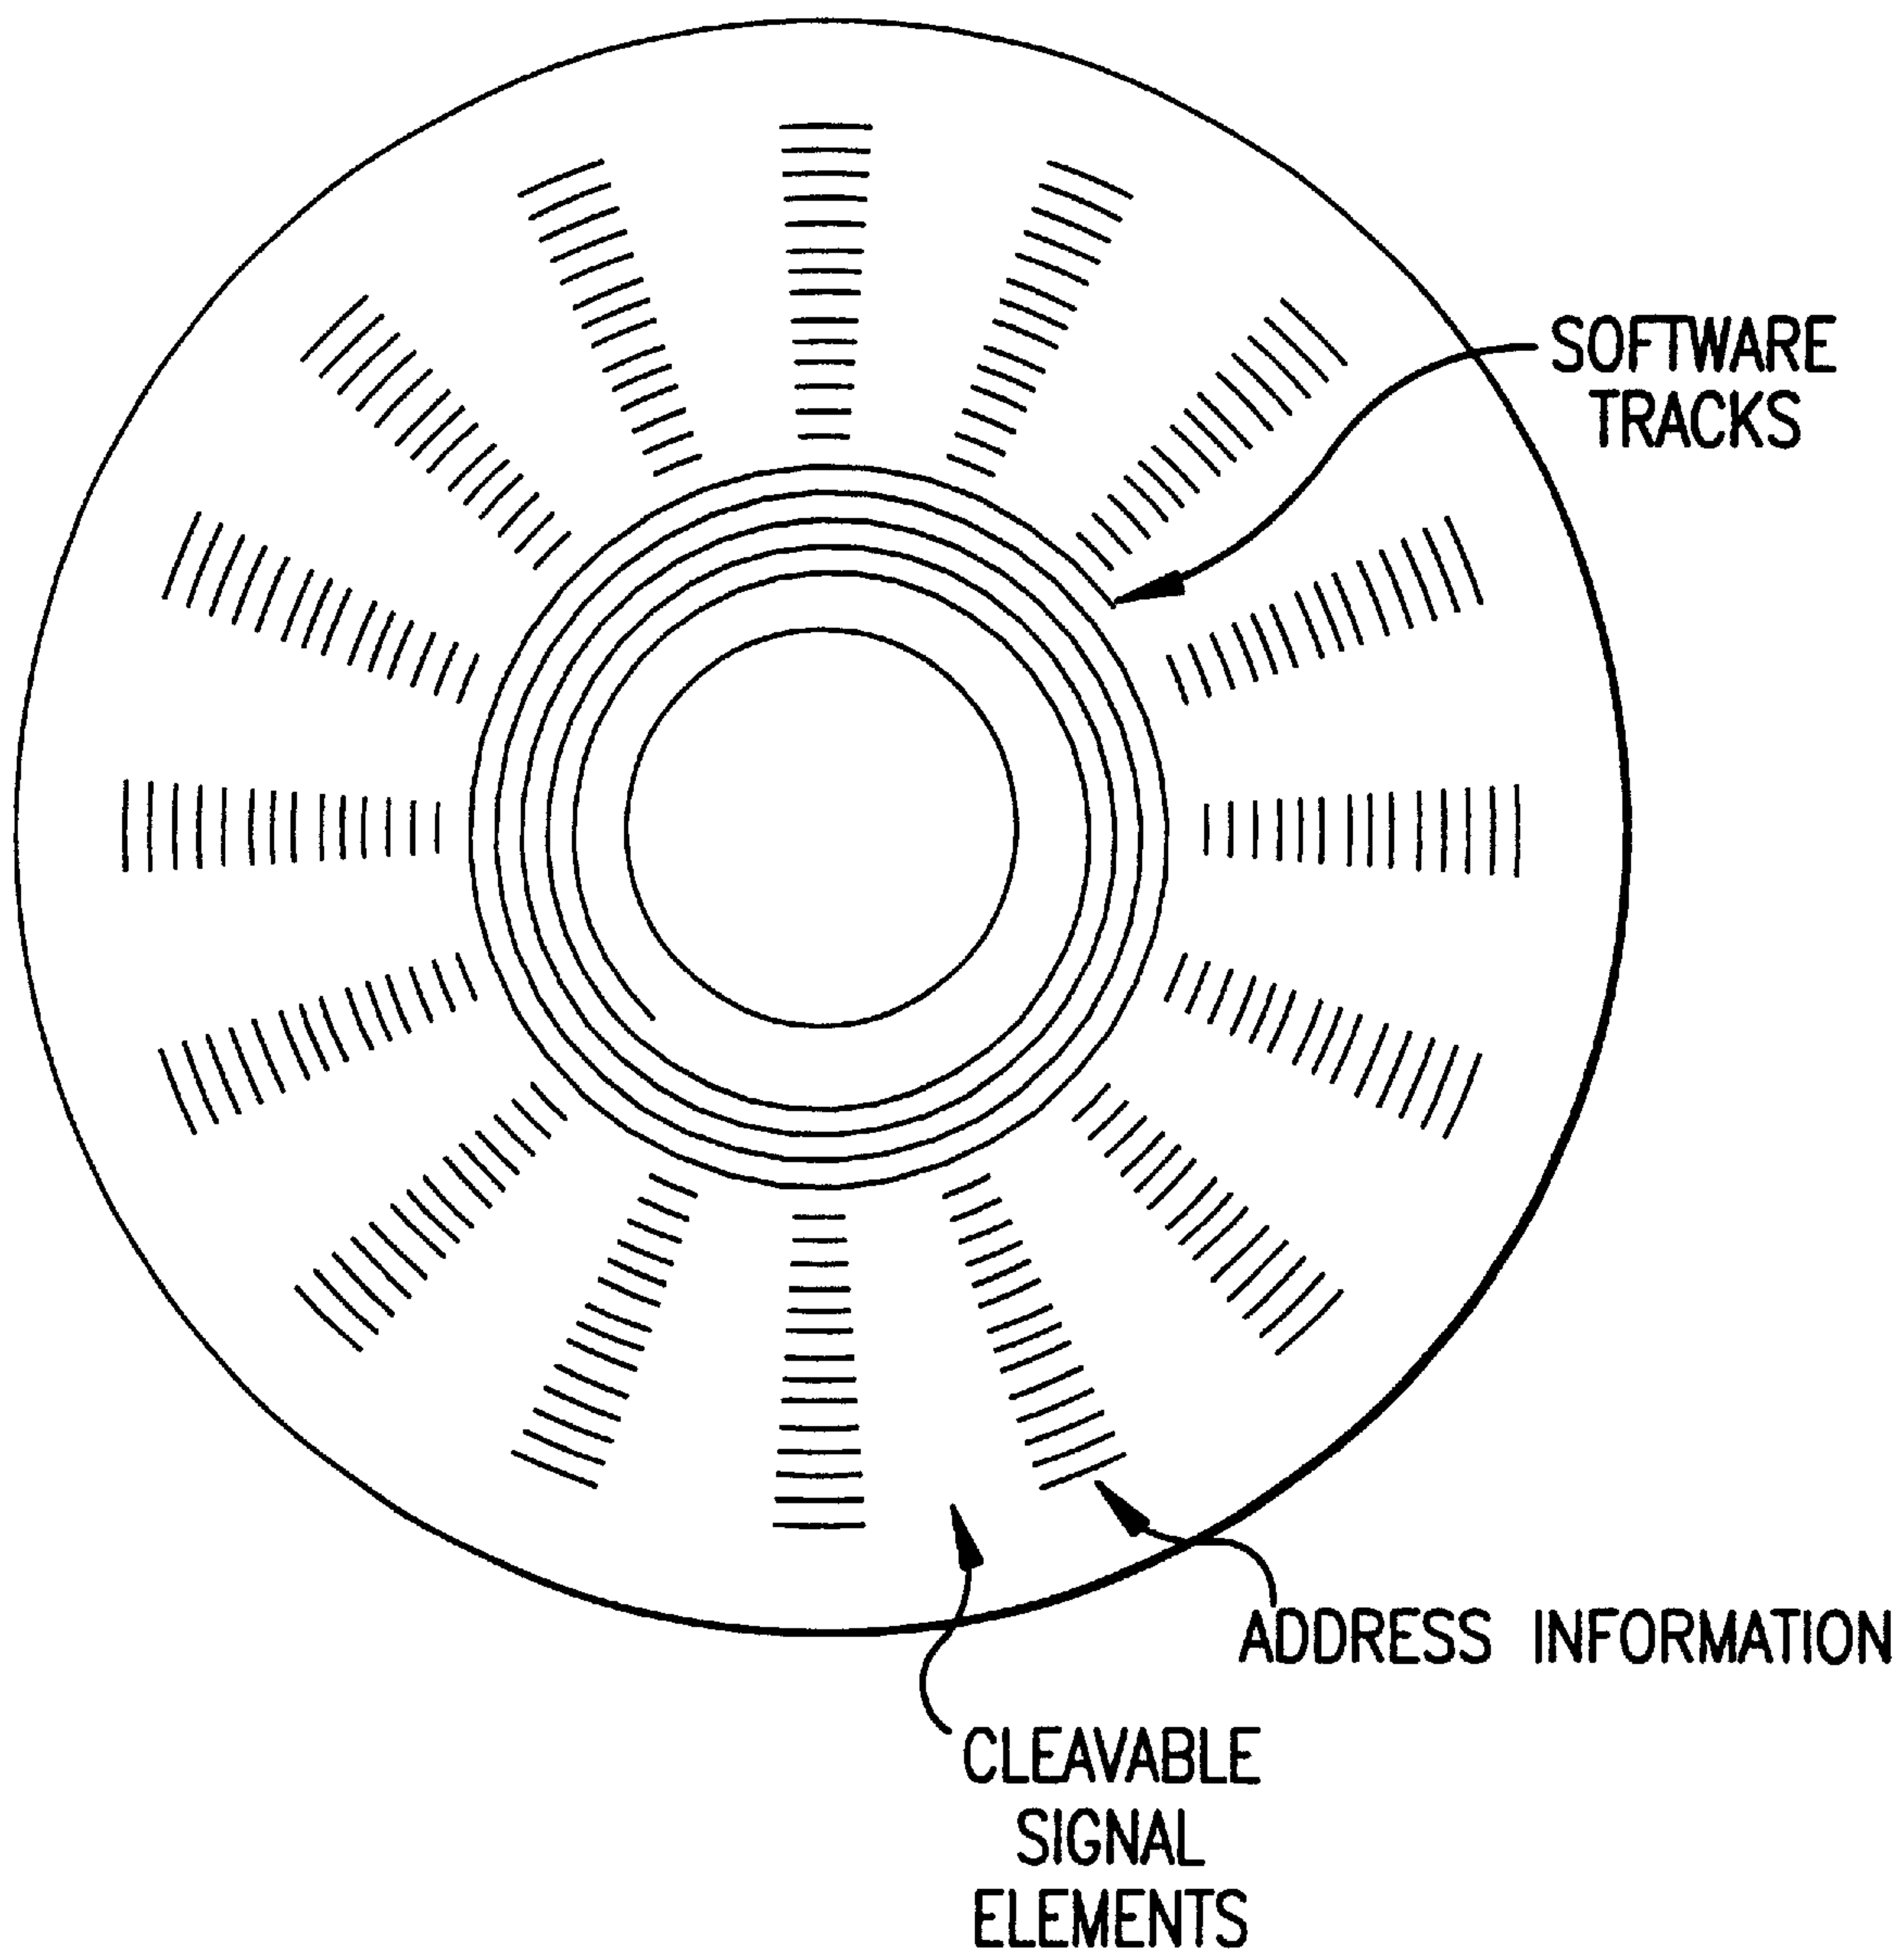 SOFTWARE
TRACKS
ADDRESS INFORMATION
CLEAVABLE
SIGNAL
ELEMENTS